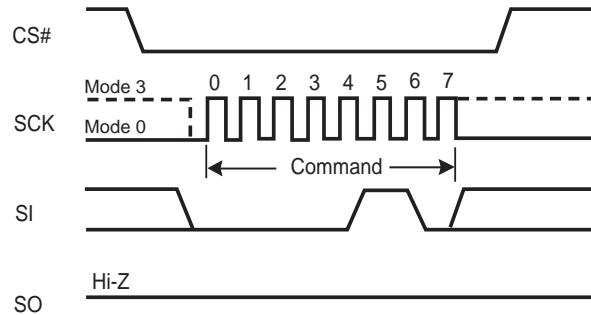 CS#
Mode 3
0 1 2 3 4 5 6 7
SCK
Mode 0
Command
SI
Hi-Z
SO